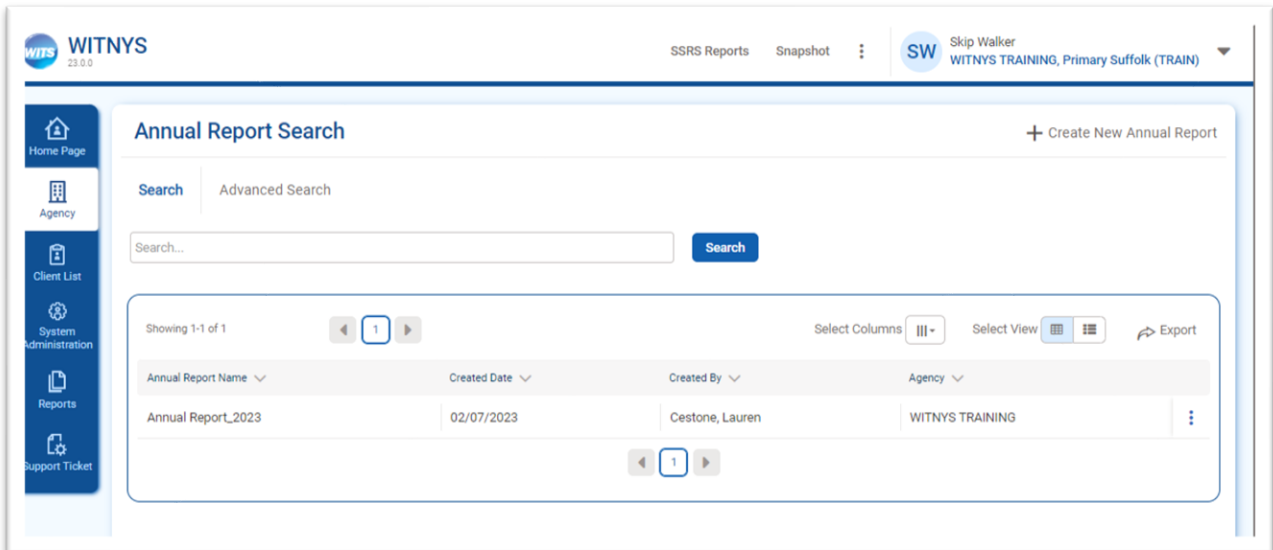 WITS
WITNYS
23.0.0
SSRS Reports
Snapshot
SW
Skip Walker
WITNYS TRAINING, Primary Suffolk (TRAIN)
Home Page
Agency
Client List
System
Administration
Reports
Support Ticket
Annual Report Search
Create New Annual Report
Search
Advanced Search
Search...
Search
Showing 1-1 of 1
1
Select Columns
Select View
Export
Annual Report Name
Created Date
Created By
Agency
Annual Report_2023
02/07/2023
Cestone, Lauren
WITNYS TRAINING
1